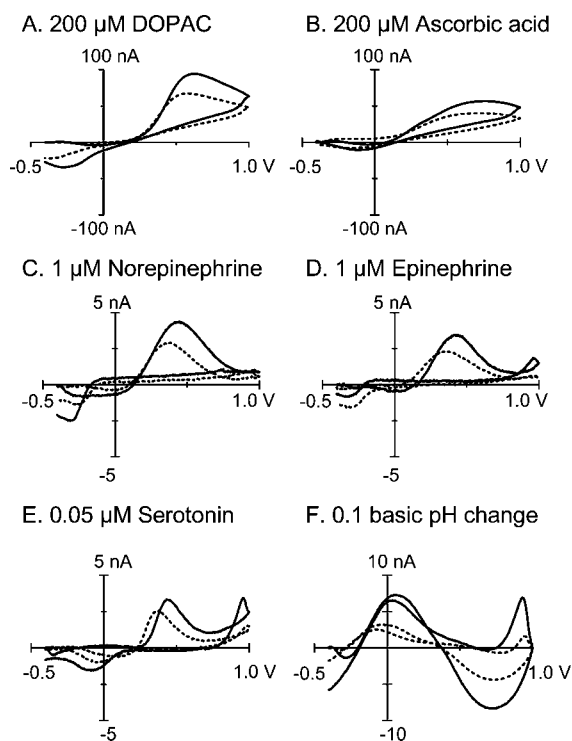 A. 200 µM DOPAC
B. 200 µM Ascorbic acid
100 nA
100 nA
-0.5
1.0 V
-0.5
1.0 V
-100 nA
-100 nA
C. 1 µM Norepinephrine
D. 1 µM Epinephrine
5 nA
5 nA
-0.5
1.0 V
-0.5
1.0 V
-5
-5
E. 0.05 µM Serotonin
F. 0.1 basic pH change
5 nA
10 nA
-0.5
1.0 V
-0.5
1.0 V
-5
-10